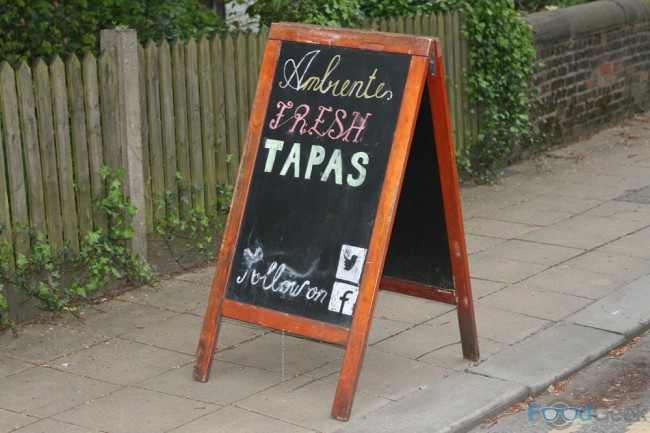 Ambiente
FRESH
TAPAS
Follow on
f
FoodGeek